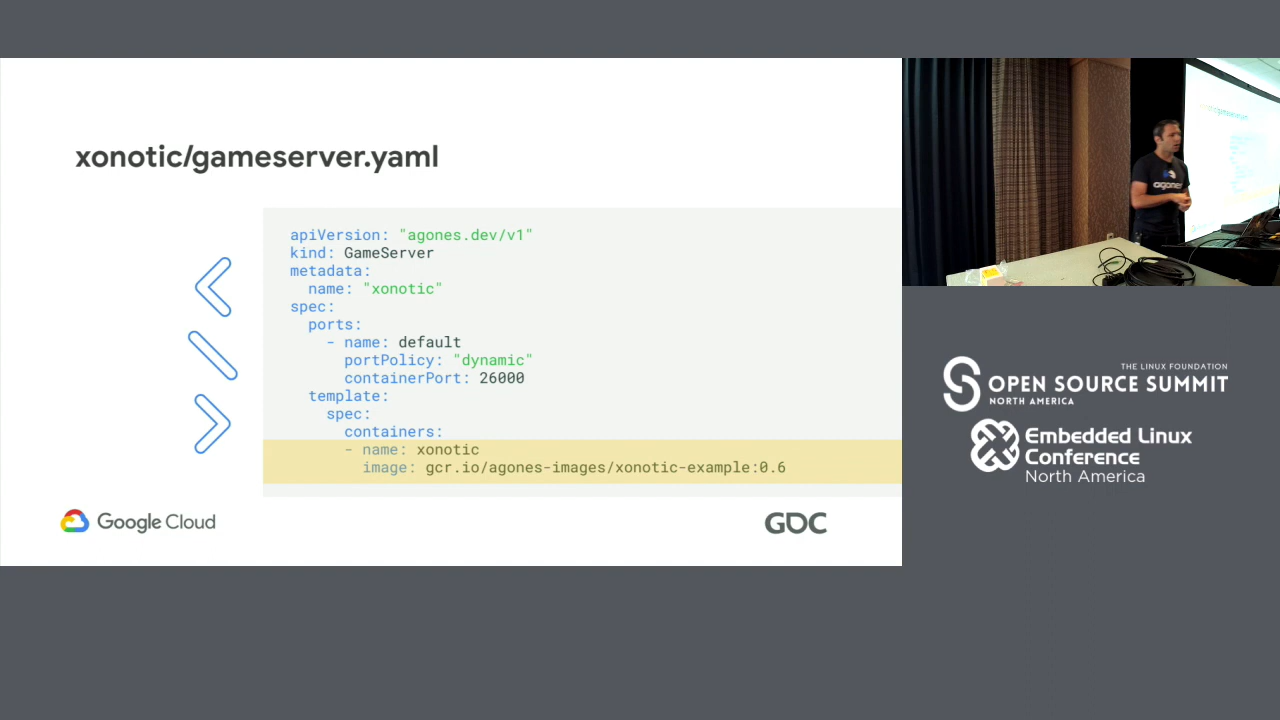 xonotic/gameserver.yaml
apiVersion: "agones.dev/v1"
kind: GameServer
metadata:
  name: "xonotic"
spec:
  ports:
    - name: default
      portPolicy: "dynamic"
      containerPort: 26000
  template:
    spec:
      containers:
      - name: xonotic
        image: gcr.io/agones-images/xonotic-example:0.6
Google Cloud
GDC
agones
THE LINUX FOUNDATION
OPEN SOURCE SUMMIT
NORTH AMERICA
Embedded Linux
Conference
North America